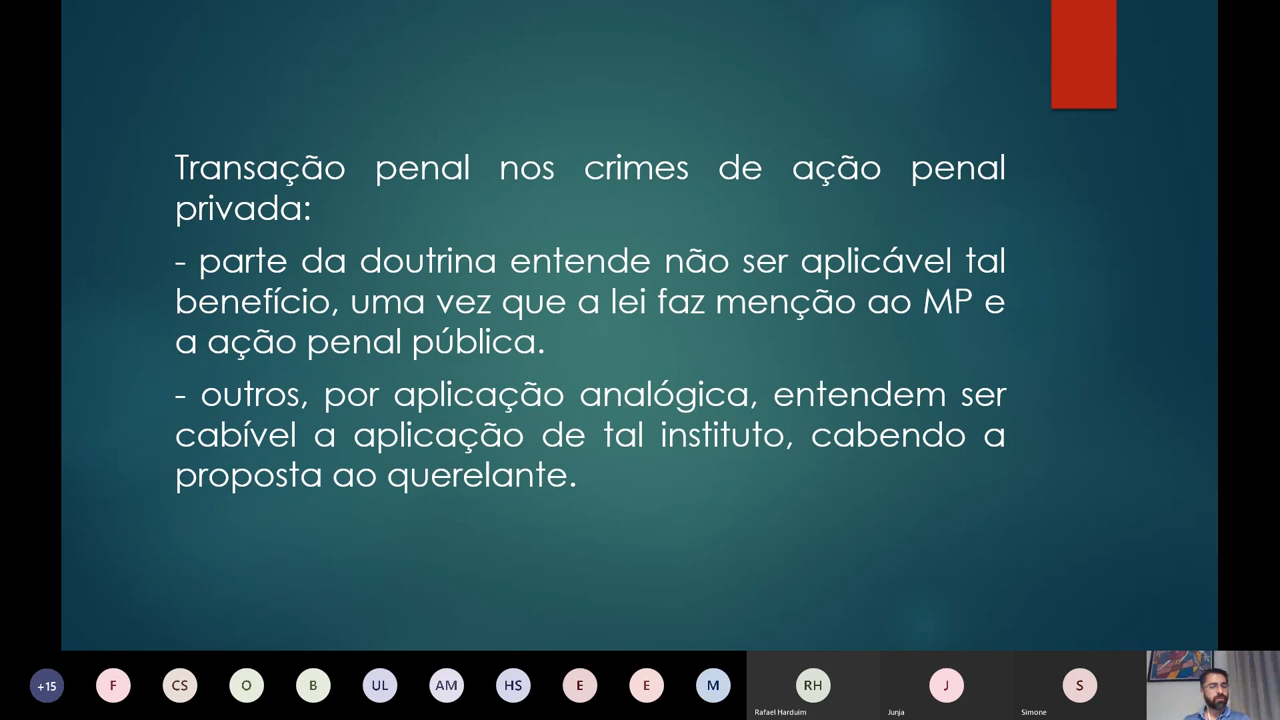 Transação penal nos crimes de ação penal
privada:
- parte da doutrina entende não ser aplicável tal
benefício, uma vez que a lei faz menção ao MP e
a ação penal pública.
- outros, por aplicação analógica, entendem ser
cabível a aplicação de tal instituto, cabendo a
proposta ao querelante.
+15 F CS O B UL AM HS E E M RH J S
Rafael Harduim Junja Simone